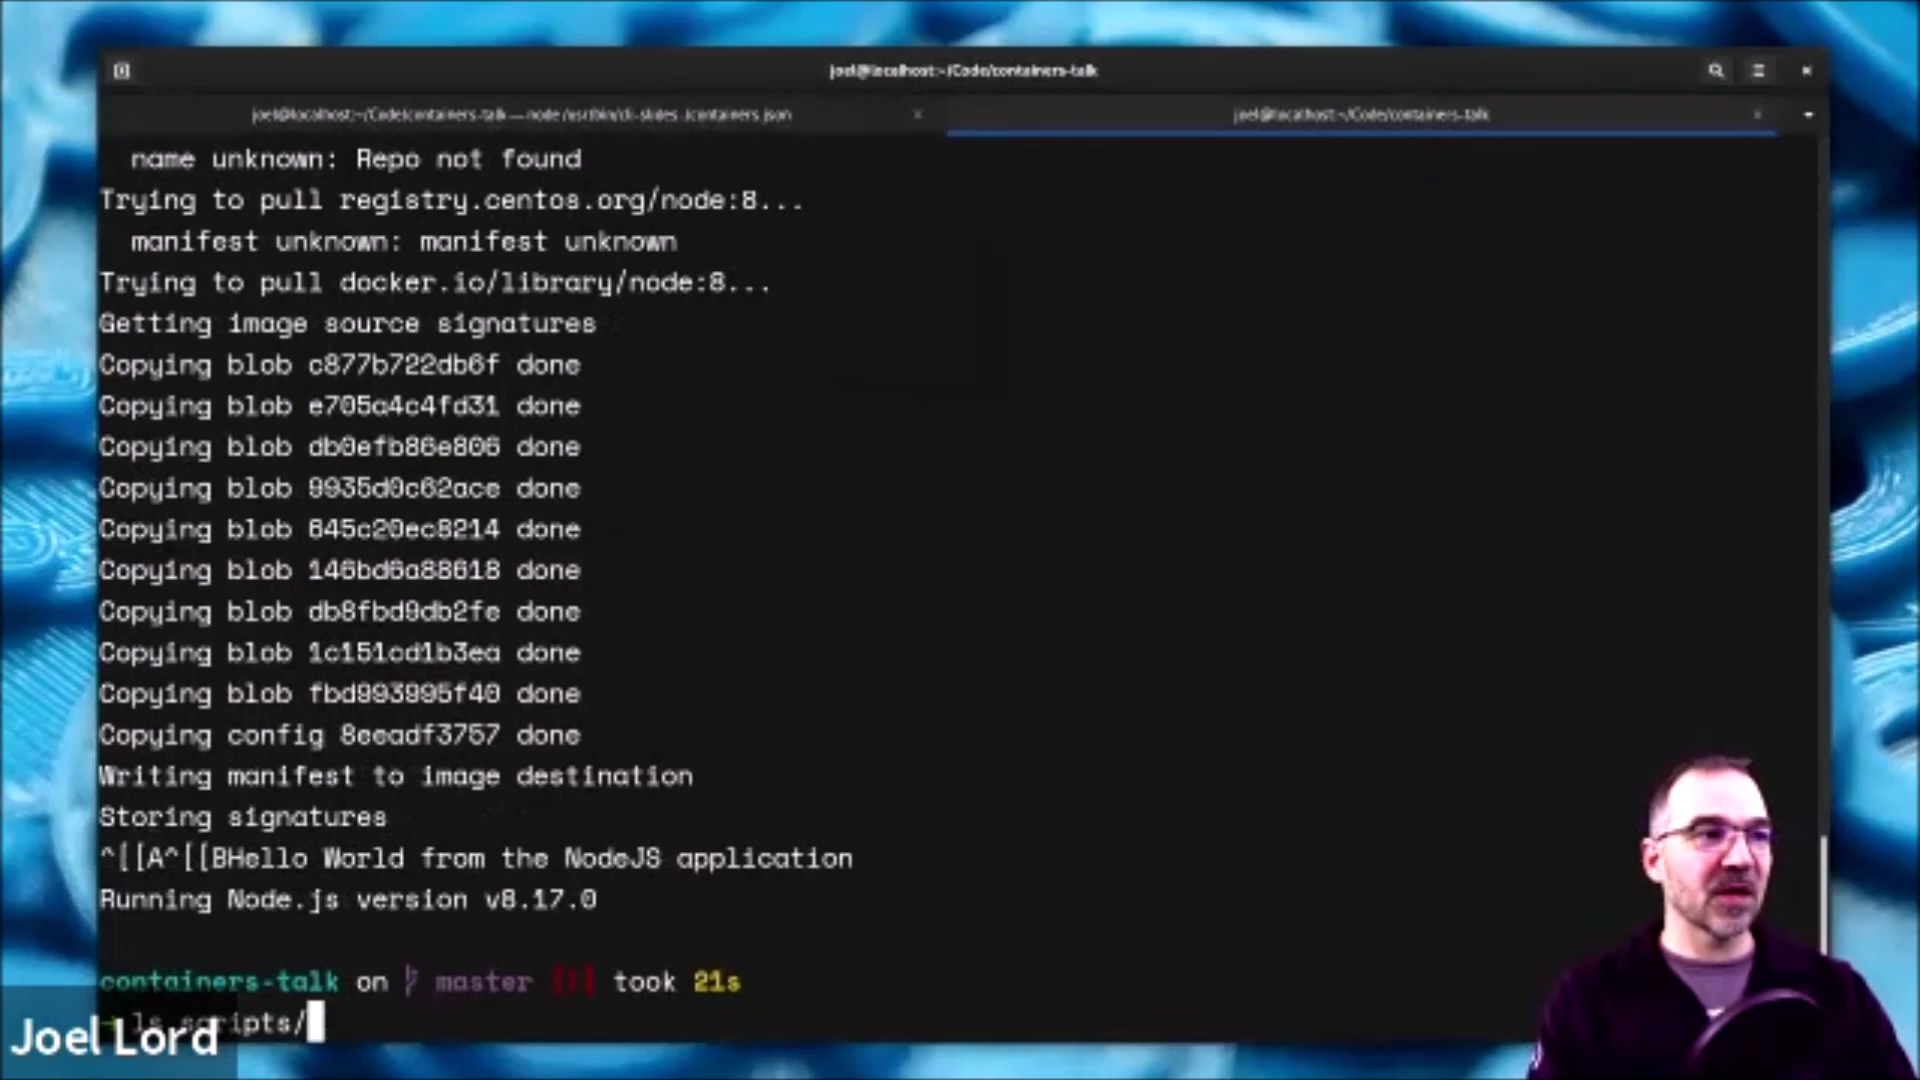 joel@localhost:~/Code/containers-talk
joel@localhost:~/Code/containers-talk — node /usr/bin/cli-slides ./containers.json
joel@localhost:~/Code/containers-talk
name unknown: Repo not found
Trying to pull registry.centos.org/node:8...
manifest unknown: manifest unknown
Trying to pull docker.io/library/node:8...
Getting image source signatures
Copying blob c877b722db6f done
Copying blob e705a4c4fd31 done
Copying blob db0efb86e806 done
Copying blob 9935d0c62ace done
Copying blob 645c20ec8214 done
Copying blob 146bd6a88618 done
Copying blob db8fbd9db2fe done
Copying blob 1c151cd1b3ea done
Copying blob fbd993995f40 done
Copying config 8eeadf3757 done
Writing manifest to image destination
Storing signatures
^[[A^[[BHello World from the NodeJS application
Running Node.js version v8.17.0
containers-talk on master [!] took 21s
ls scripts/
Joel Lord